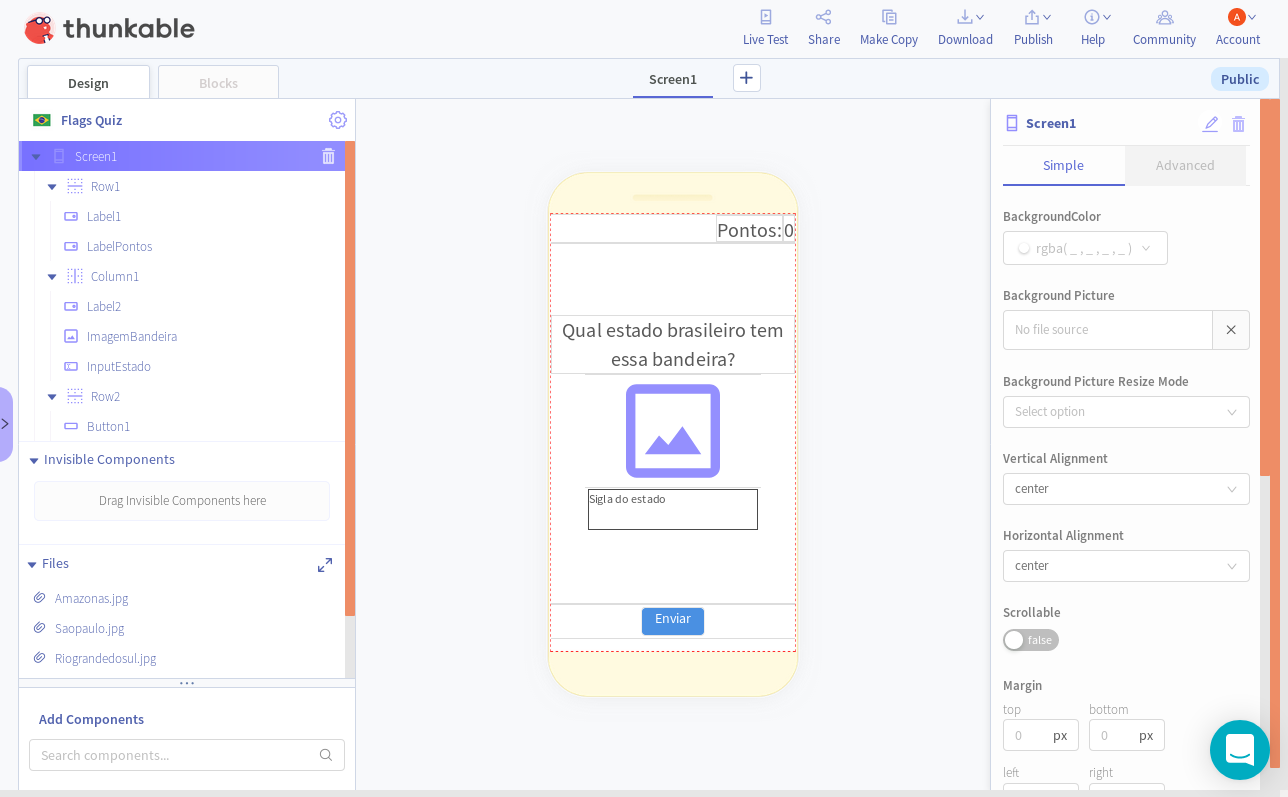 thunkable
Live Test
Share
Make Copy
Download
Publish
Help
Community
A
Account
Design
Blocks
Screen1
+
Public
Flags Quiz
Screen1
Row1
Label1
LabelPontos
Column1
Label2
ImagemBandeira
InputEstado
Row2
Button1
Invisible Components
Drag Invisible Components here
Files
Amazonas.jpg
Saopaulo.jpg
Riograndedosul.jpg
Add Components
Search components...
Pontos: 0
Qual estado brasileiro tem
essa bandeira?
Sigla do estado
Enviar
Screen1
Simple
Advanced
BackgroundColor
rgba( _ , _ , _ , _ )
Background Picture
No file source
Background Picture Resize Mode
Select option
Vertical Alignment
center
Horizontal Alignment
center
Scrollable
false
Margin
top
bottom
0 px
0 px
left
right